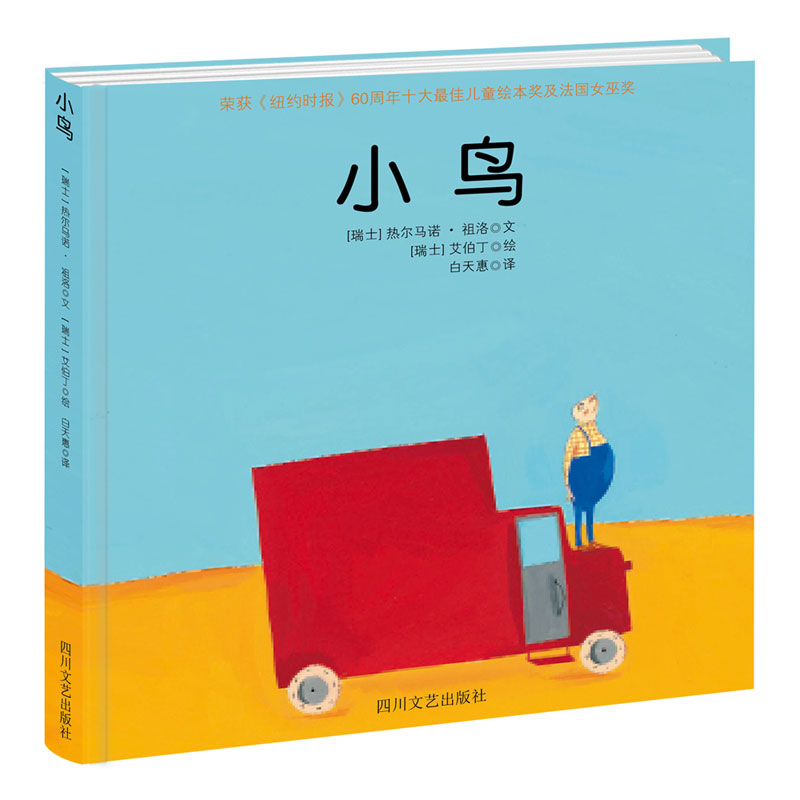 荣获《纽约时报》60周年十大最佳儿童绘本奖及法国女巫奖
小鸟
[瑞士] 热尔马诺·祖洛◎文
[瑞士] 艾伯丁◎绘
白天惠◎译
四川文艺出版社
小鸟
[瑞士]热尔马诺·祖洛◎文 [瑞士]艾伯丁◎绘 白天惠◎译
四川文艺出版社